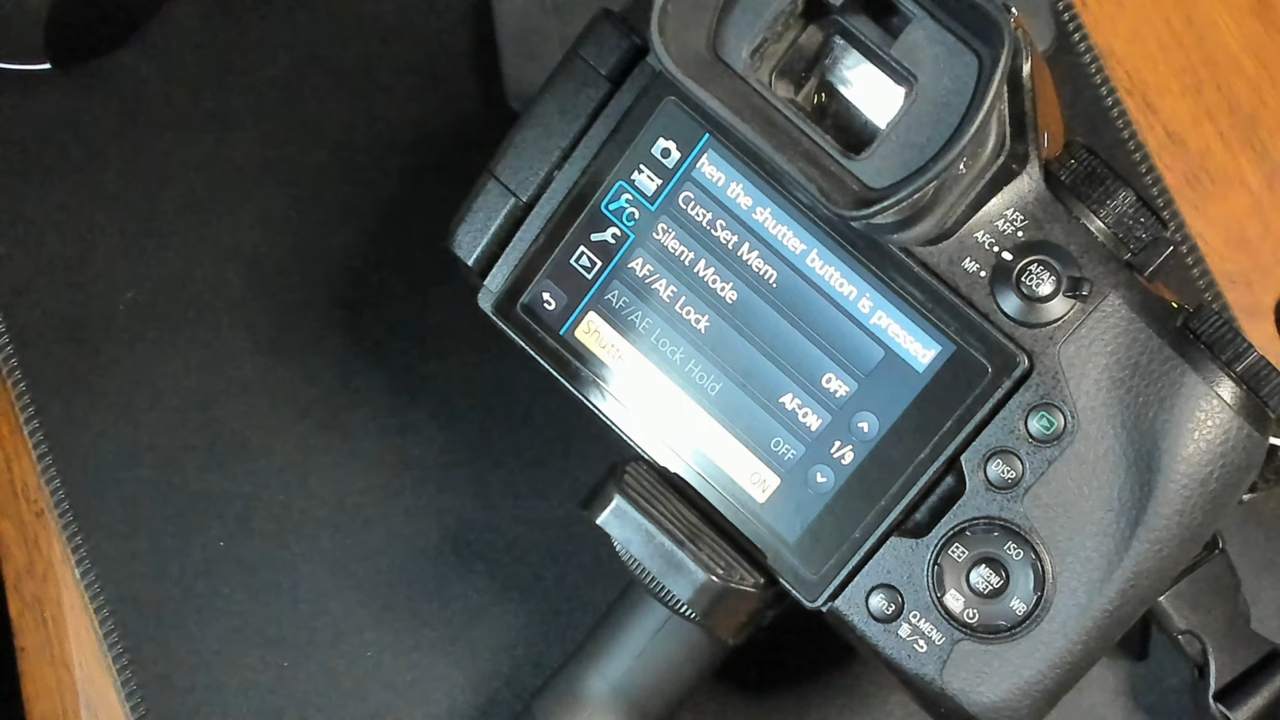 hen the shutter button is pressed
Cust.Set Mem.
Silent Mode OFF
AF/AE Lock AF-ON
AF/AE Lock Hold OFF
ON
1/9
AFS/
AFF
AFC
MF
AF/AE
LOCK
DISP.
ISO
MENU
/SET
WB
Fn3
Q.MENU